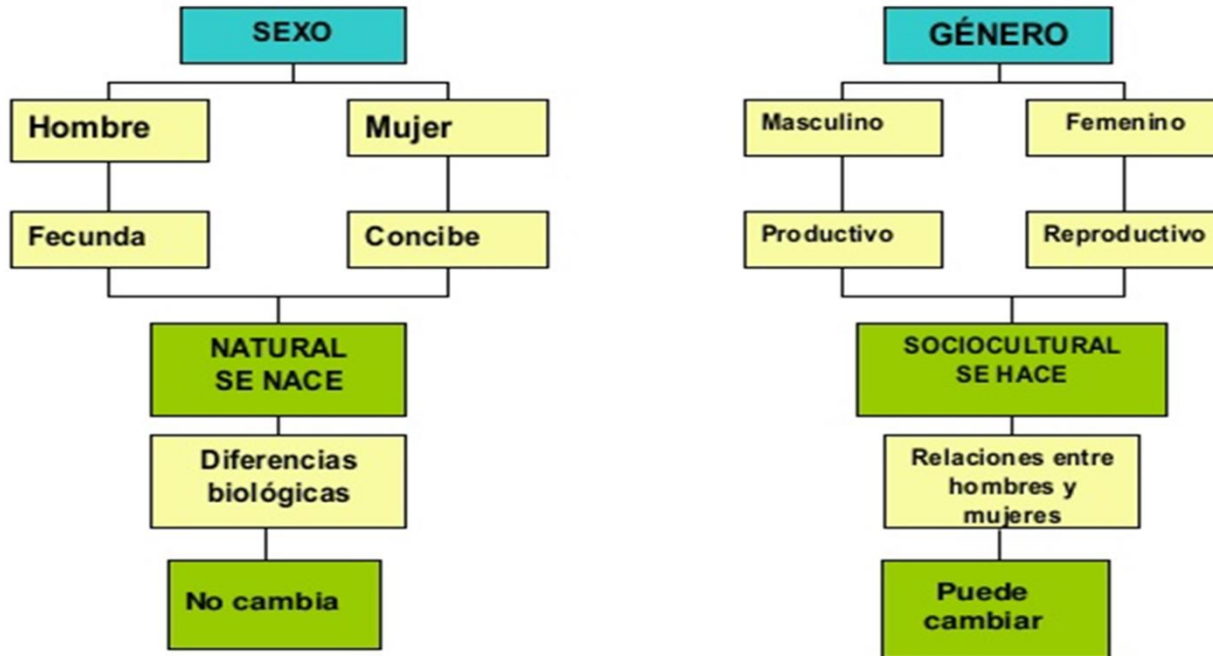 SEXO
Hombre
Mujer
Fecunda
Concibe
NATURAL
SE NACE
Diferencias
biológicas
No cambia
GÉNERO
Masculino
Femenino
Productivo
Reproductivo
SOCIOCULTURAL
SE HACE
Relaciones entre
hombres y
mujeres
Puede
cambiar